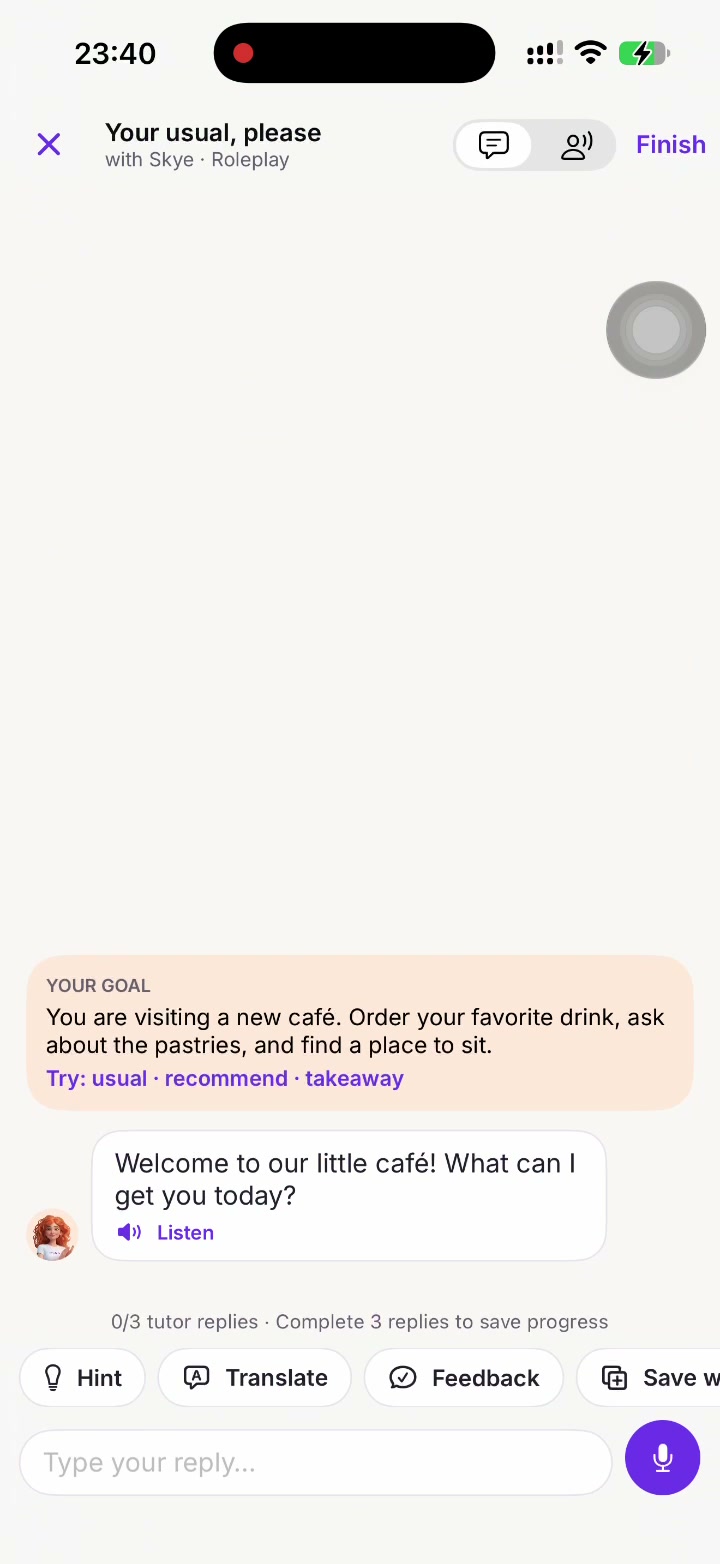 23:40
Your usual, please
with Skye · Roleplay
Finish
YOUR GOAL
You are visiting a new café. Order your favorite drink, ask
about the pastries, and find a place to sit.
Try: usual · recommend · takeaway
Welcome to our little café! What can I
get you today?
Listen
0/3 tutor replies · Complete 3 replies to save progress
Hint
Translate
Feedback
Save w
Type your reply...